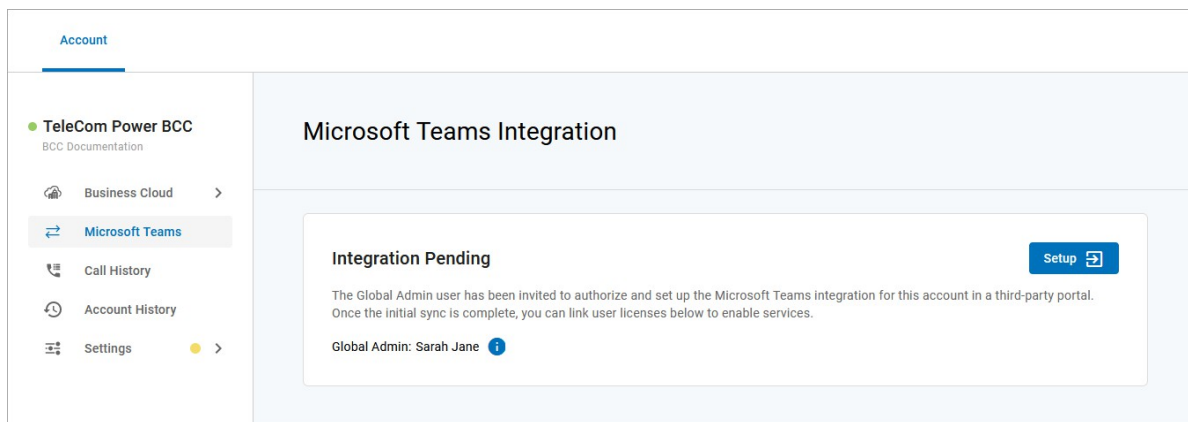 Account
TeleCom Power BCC
BCC Documentation
Business Cloud
Microsoft Teams
Call History
Account History
Settings
Microsoft Teams Integration
Integration Pending
Setup
The Global Admin user has been invited to authorize and set up the Microsoft Teams integration for this account in a third-party portal.
Once the initial sync is complete, you can link user licenses below to enable services.
Global Admin: Sarah Jane